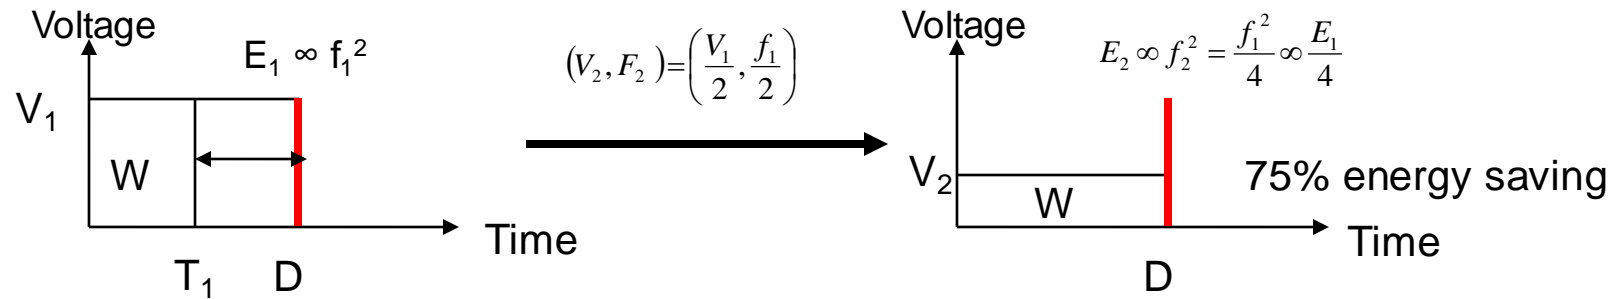 Voltage
E₁ ∞ f₁²
V₁
W
T₁ D
Time
(V₂, F₂) = (V₁/2, f₁/2)
Voltage
E₂ ∞ f₂² = f₁²/4 ∞ E₁/4
V₂
W
75% energy saving
Time
D